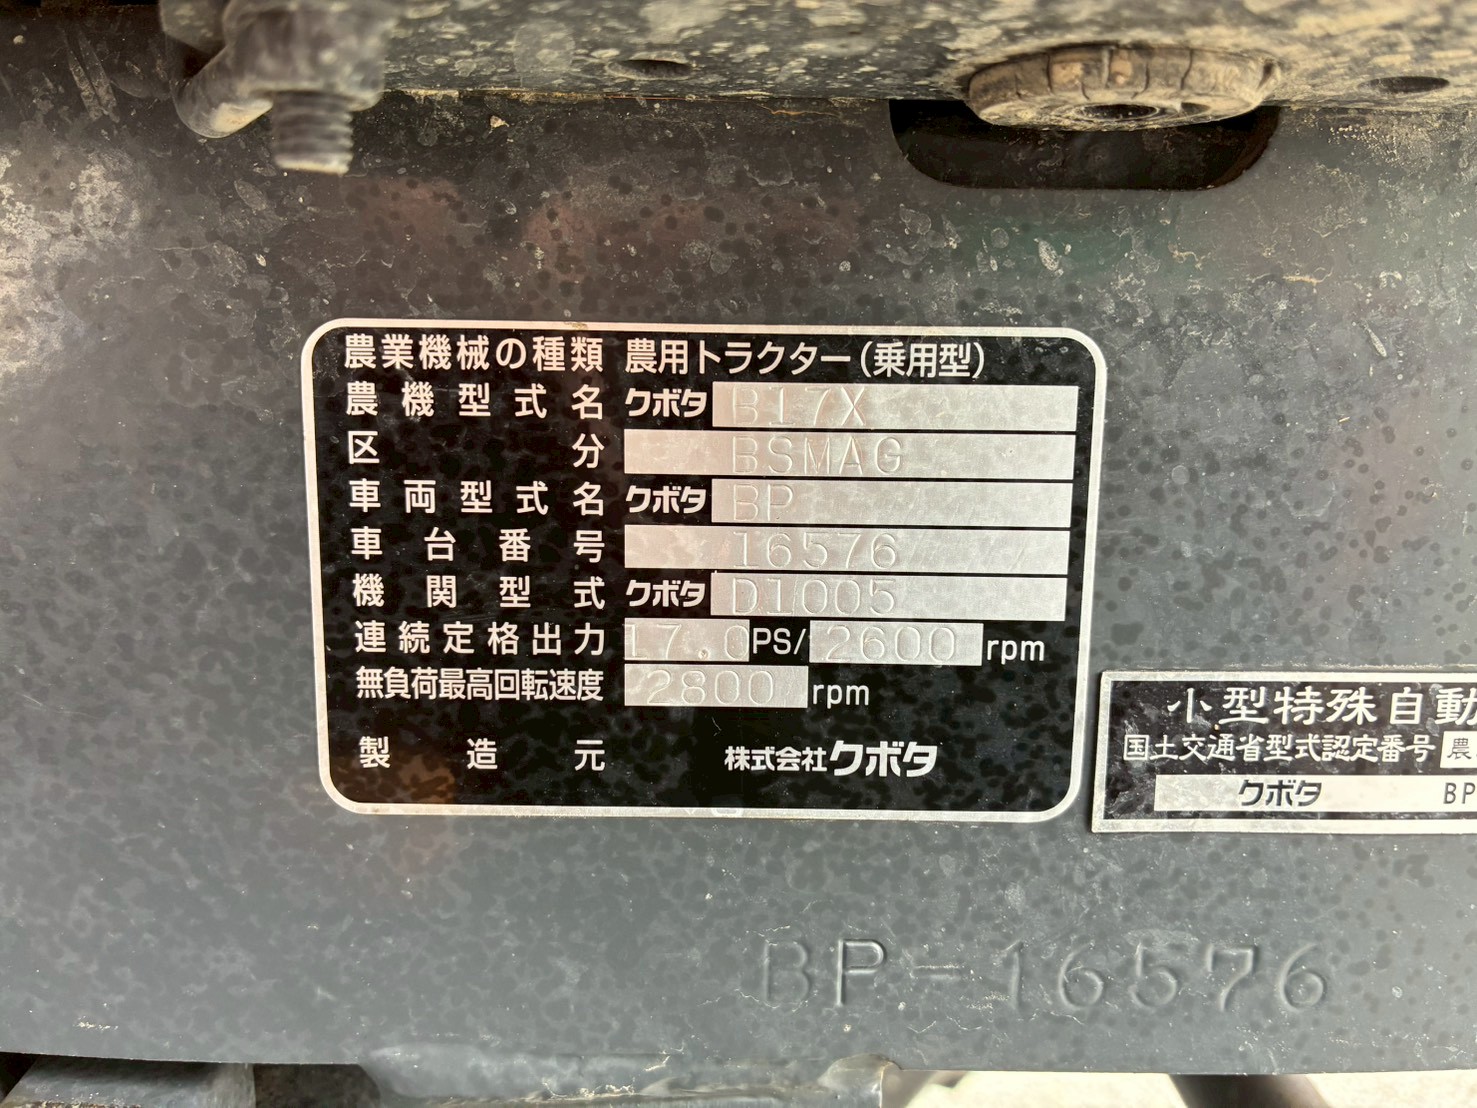 農業機械の種類 農用トラクター(乗用型)
農機型式名 クボタ B17X
区分 BSMAG
車両型式名 クボタ BP
車台番号 16576
機関型式 クボタ D1005
連続定格出力 17.0PS/2600rpm
無負荷最高回転速度 2800rpm
製造元 株式会社クボタ
小型特殊自動
国土交通省型式認定番号 農
クボタ BP
BP-16576